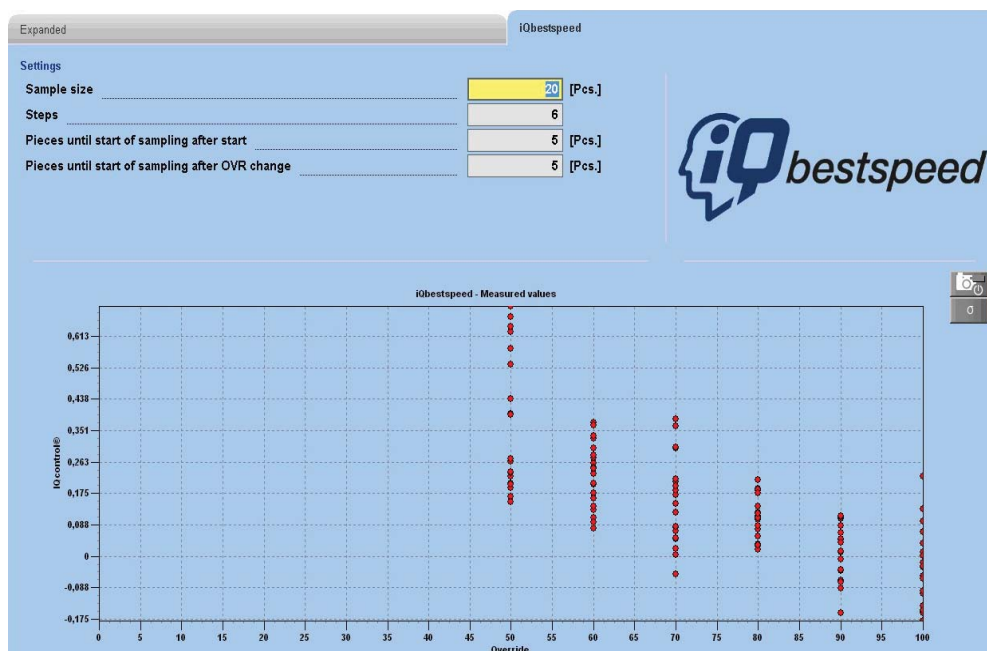 Expanded
iQbestspeed
Settings
Sample size 20 [Pcs.]
Steps 6
Pieces until start of sampling after start 5 [Pcs.]
Pieces until start of sampling after OVR change 5 [Pcs.]
iQ bestspeed
iQbestspeed - Measured values
σ
0,613
0,526
0,438
0,351
0,263
0,175
0,088
0
-0,088
-0,175
IQcontrol®
0 5 10 15 20 25 30 35 40 45 50 55 60 65 70 75 80 85 90 95 100
Override